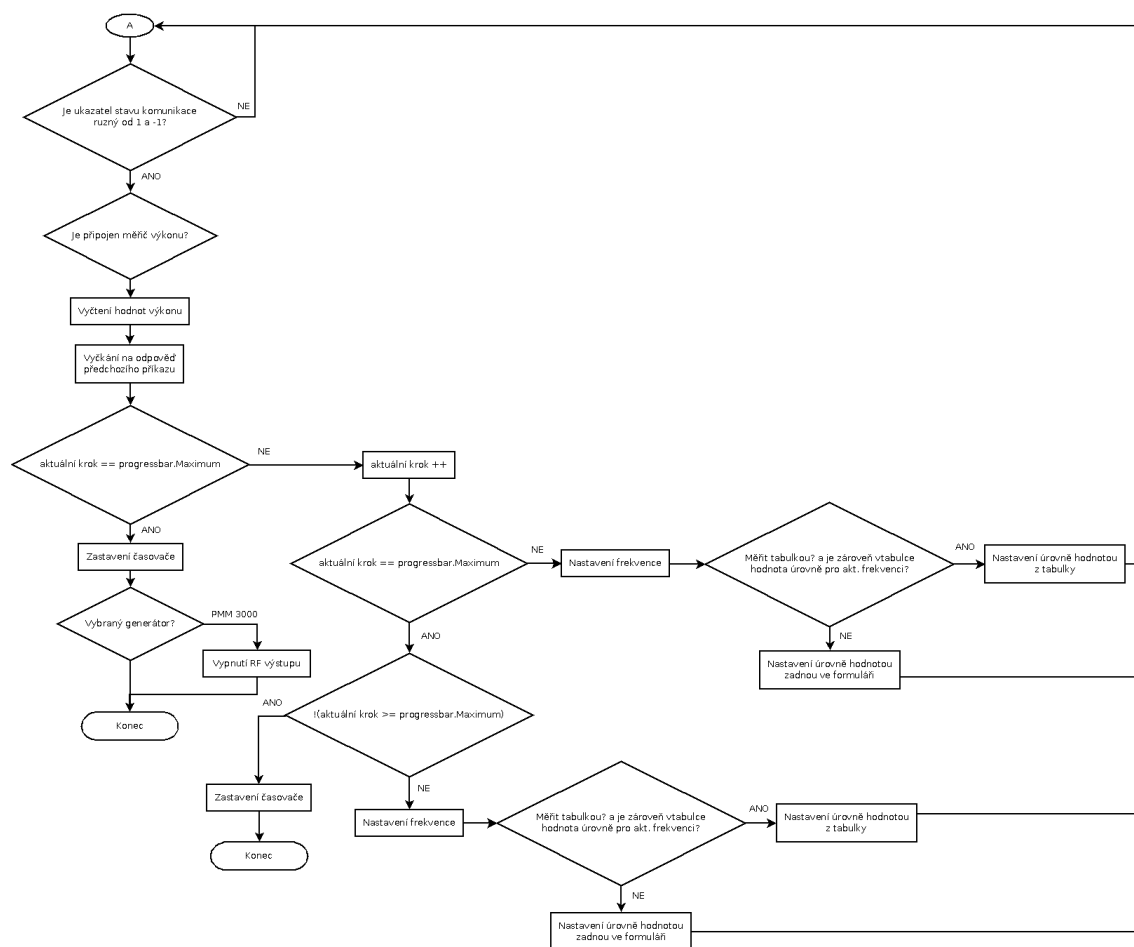 A
Je ukazatel stavu komunikace
ruzný od 1 a -1?
NE
ANO
Je připojen měřič výkonu?
Vyčtení hodnot výkonu
Vyčkání na odpověď
předchozího příkazu
aktuální krok == progressbar.Maximum
NE
aktuální krok ++
ANO
Zastavení časovače
Vybraný generátor?
PMM 3000
Vypnutí RF výstupu
Konec
aktuální krok == progressbar.Maximum
NE
Nastavení frekvence
Měřit tabulkou? a je zároveň vtabulce
hodnota úrovně pro akt. frekvenci?
ANO
Nastavení úrovně hodnotou
z tabulky
NE
Nastavení úrovně hodnotou
zadnou ve formuláři
ANO
!(aktuální krok >= progressbar.Maximum)
ANO
Zastavení časovače
Konec
NE
Nastavení frekvence
Měřit tabulkou? a je zároveň vtabulce
hodnota úrovně pro akt. frekvenci?
ANO
Nastavení úrovně hodnotou
z tabulky
NE
Nastavení úrovně hodnotou
zadnou ve formuláři